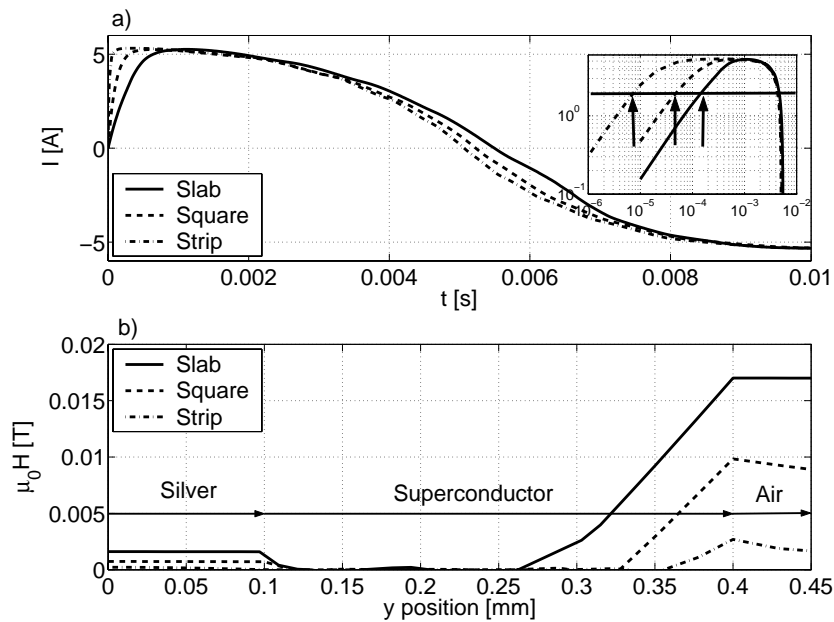 a)
5
0
−5
I [A]
Slab
Square
Strip
10^0
10^-1
10^-6
10^-5
10^-4
10^-3
10^-2
0
0.002
0.004
0.006
0.008
0.01
t [s]
b)
0.02
0.015
0.01
0.005
0
μ0H [T]
Slab
Square
Strip
Silver
Superconductor
Air
0
0.05
0.1
0.15
0.2
0.25
0.3
0.35
0.4
0.45
y position [mm]